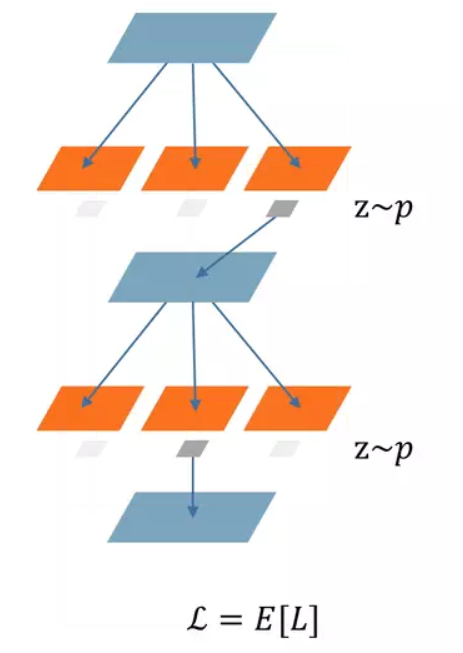 z~p
z~p
ℒ = E[L]